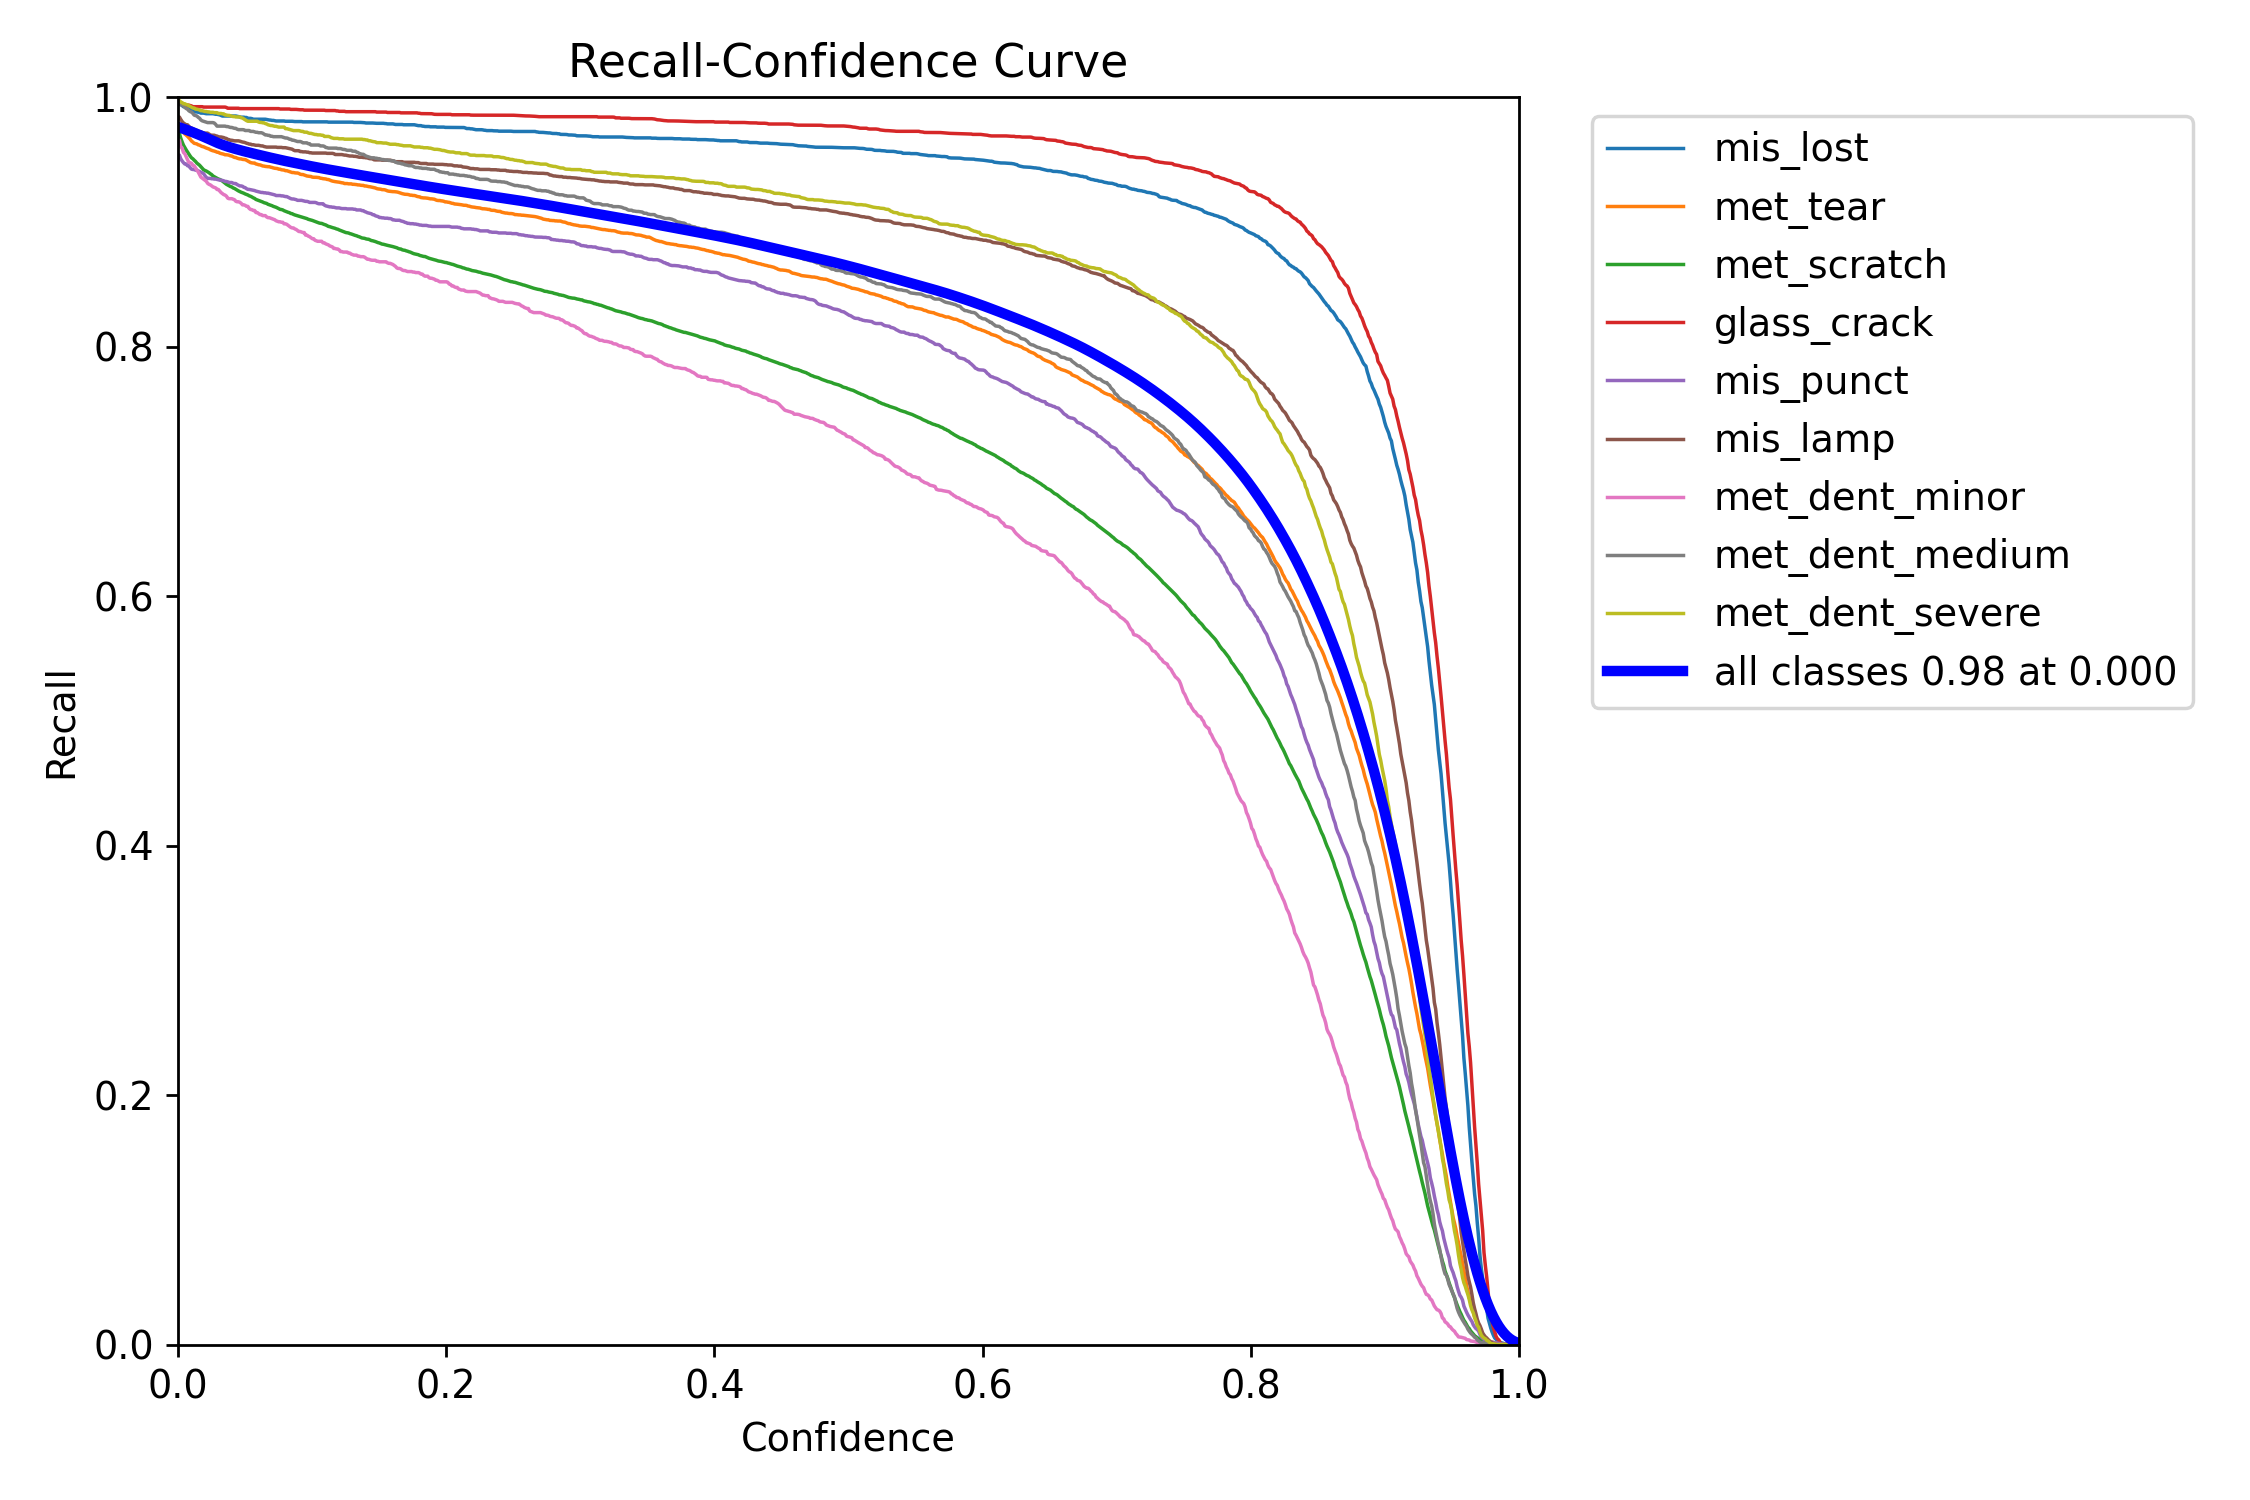 Recall-Confidence Curve
1.0
0.8
0.6
0.4
0.2
0.0
Recall
0.0 0.2 0.4 0.6 0.8 1.0
Confidence
mis_lost
met_tear
met_scratch
glass_crack
mis_punct
mis_lamp
met_dent_minor
met_dent_medium
met_dent_severe
all classes 0.98 at 0.000